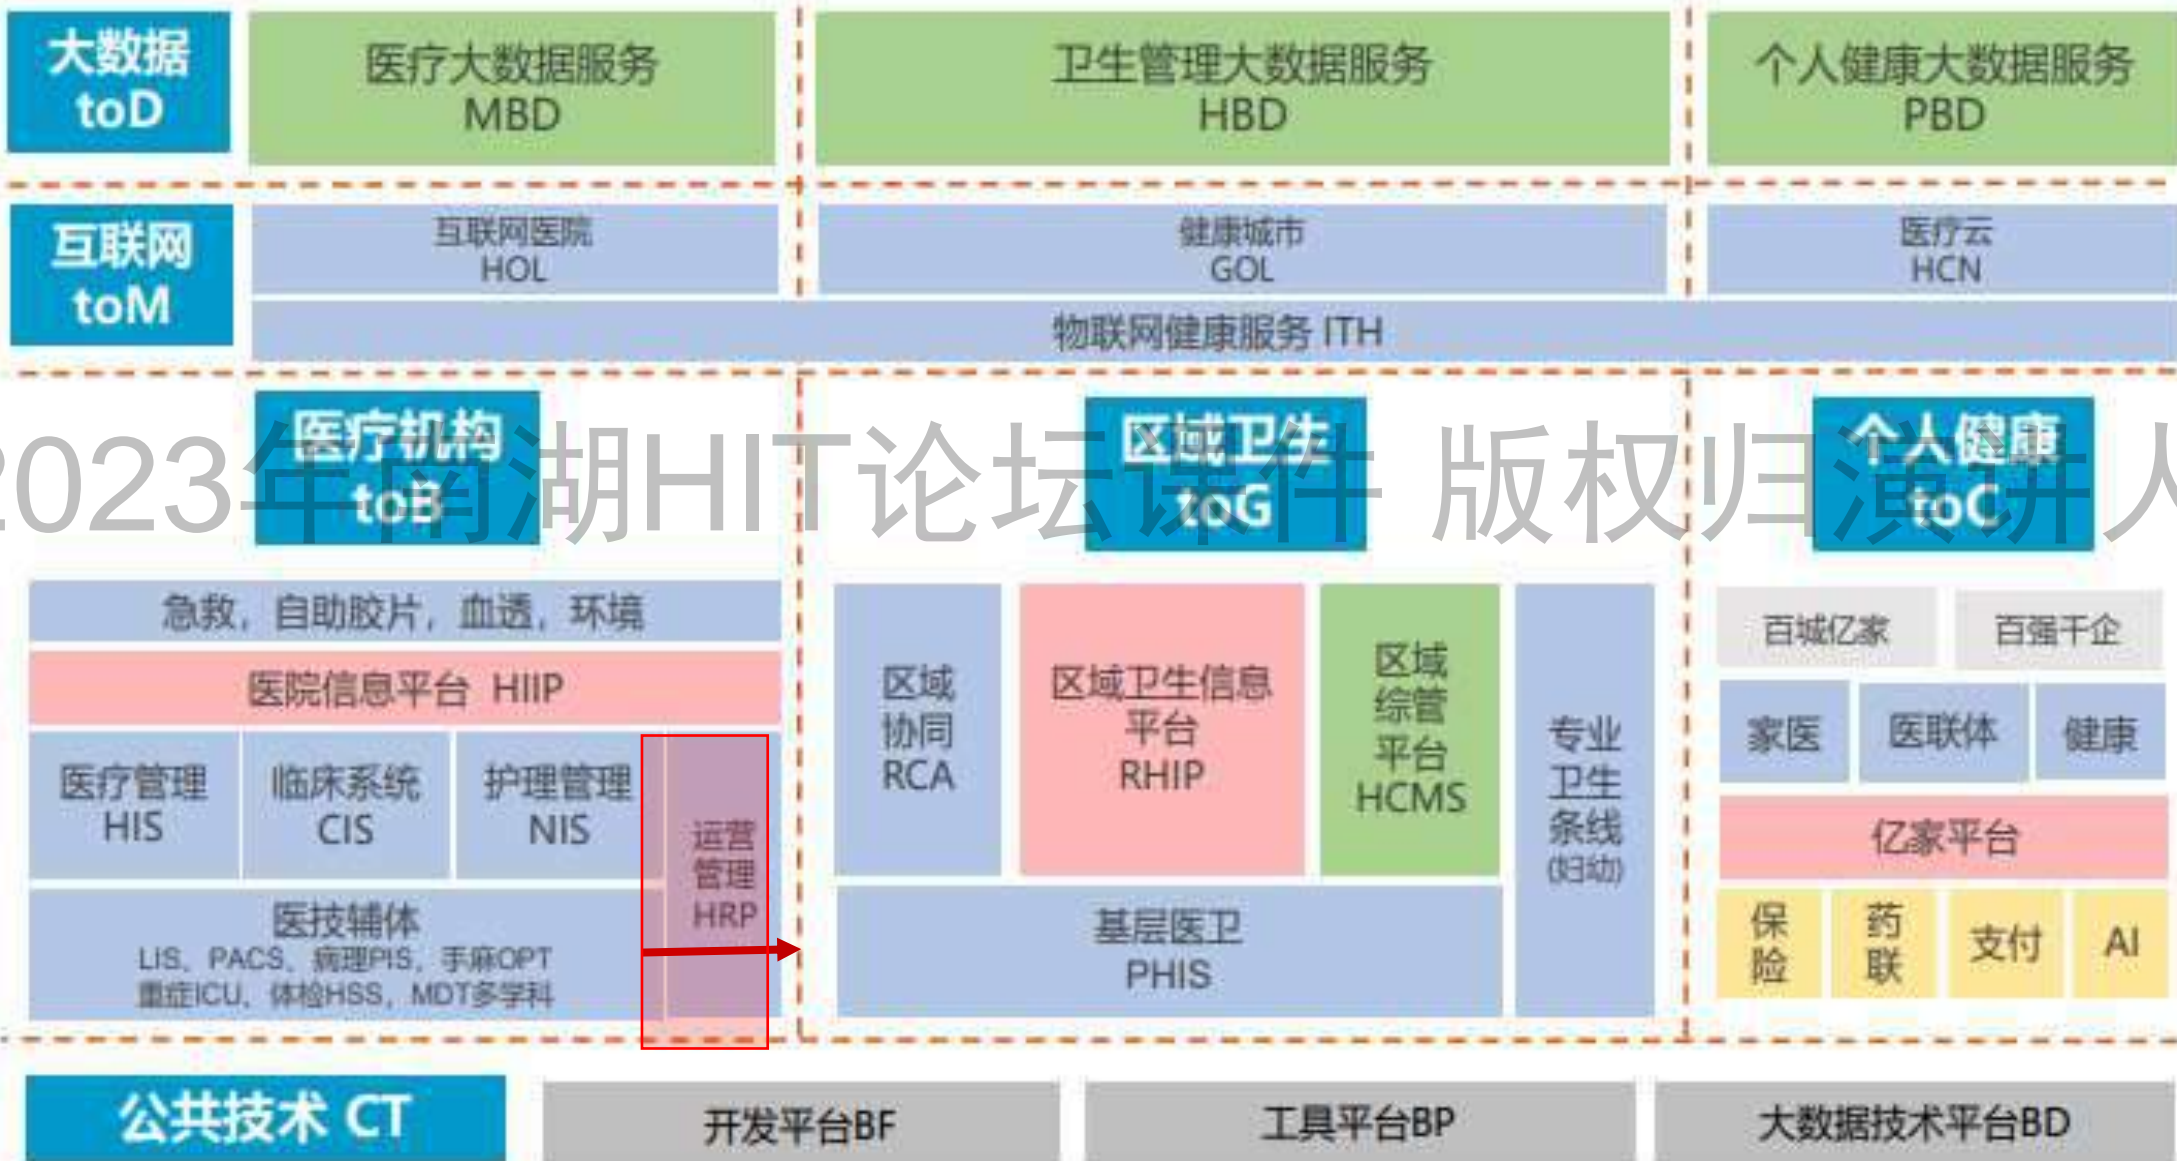 大数据
toD
医疗大数据服务
MBD
卫生管理大数据服务
HBD
个人健康大数据服务
PBD
互联网
toM
互联网医院
HOL
健康城市
GOL
医疗云
HCN
物联网健康服务 ITH
医疗机构
toB
区域卫生
toG
个人健康
toC
2023年南湖HIT论坛课件 版权归演讲人
急救，自助胶片，血透，环境
医院信息平台 HIIP
医疗管理
HIS
临床系统
CIS
护理管理
NIS
运营
管理
HRP
医技辅体
LIS、PACS、病理PIS，手麻OPT
重症ICU、体检HSS，MDT多学科
区域
协同
RCA
区域卫生信息
平台
RHIP
区域
综管
平台
HCMS
专业
卫生
条线
(妇幼)
基层医卫
PHIS
百城亿家
百强千企
家医
医联体
健康
亿家平台
保
险
药
联
支付
AI
公共技术 CT
开发平台BF
工具平台BP
大数据技术平台BD